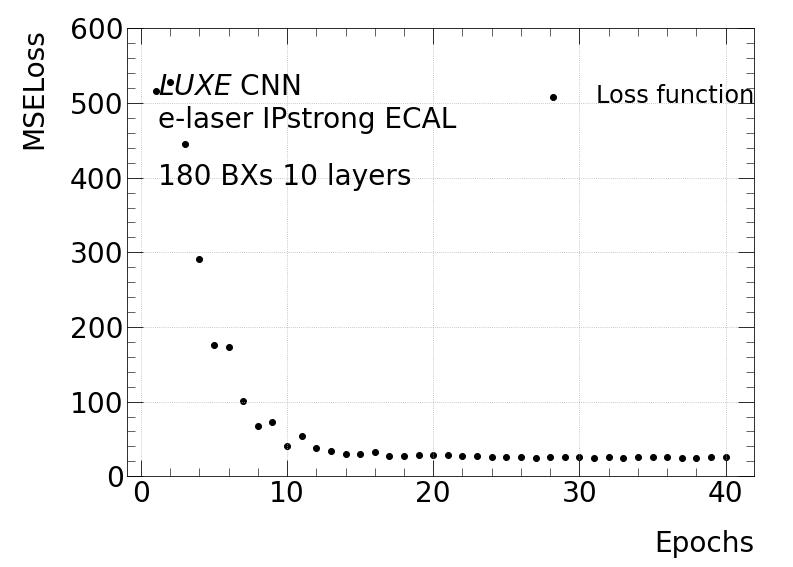 600
MSELoss
LUXE CNN
Loss function
500
e-laser IPstrong ECAL
400
180 BXs 10 layers
300
200
100
0
0 10 20 30 40
Epochs